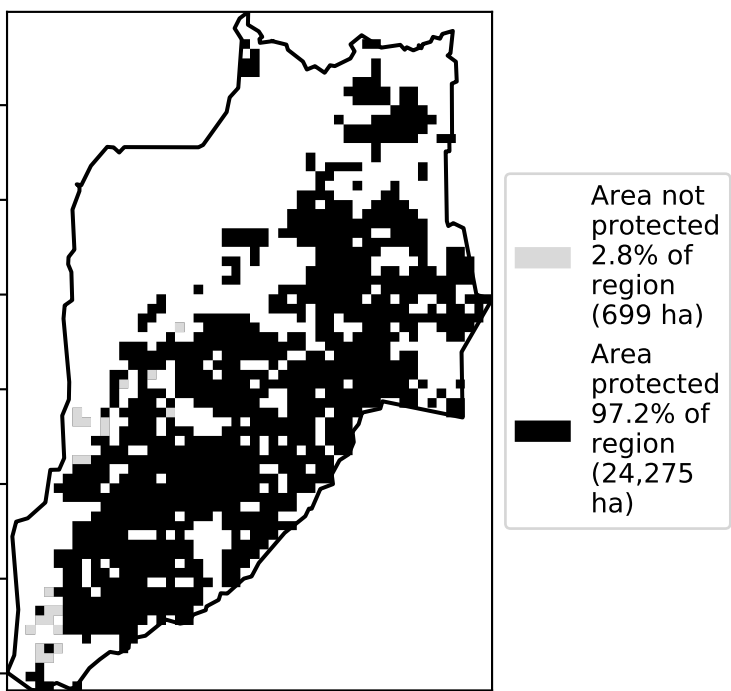 Area not
protected
2.8% of
region
(699 ha)
Area
protected
97.2% of
region
(24,275
ha)